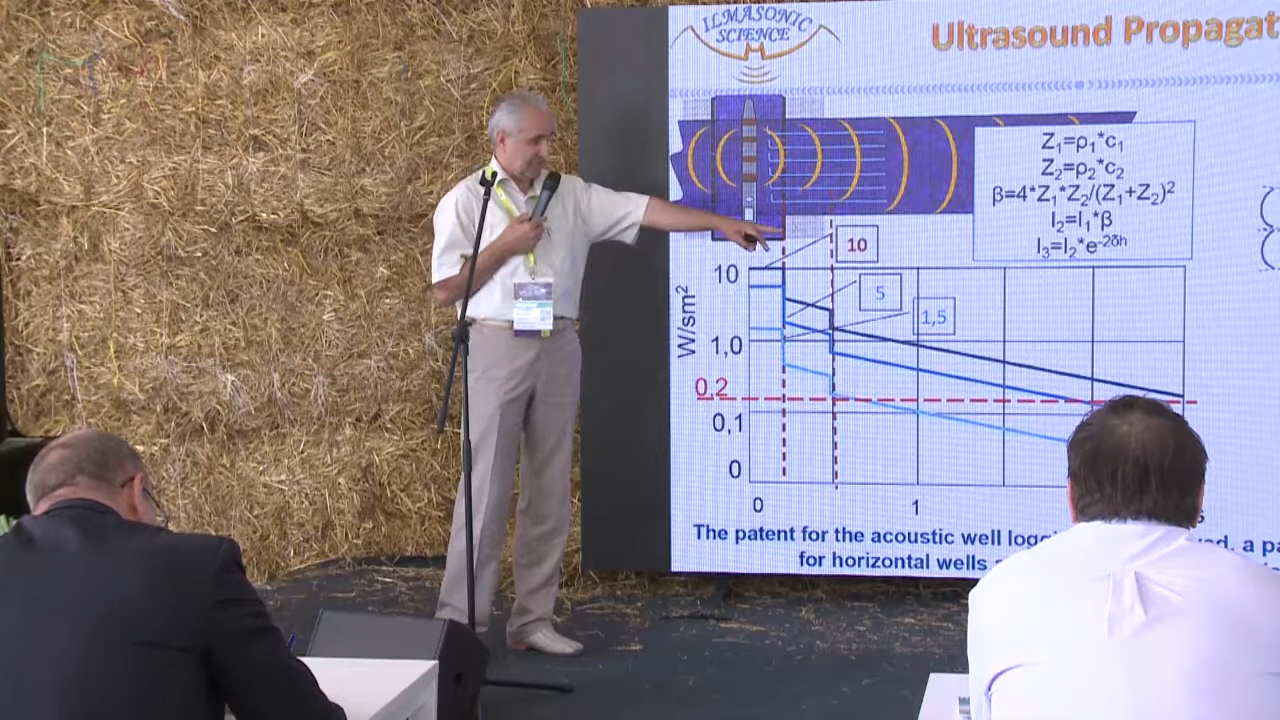 ILMASONIC
SCIENCE
Ultrasound Propagat
Z₁=ρ₁*c₁
Z₂=ρ₂*c₂
β=4*Z₁*Z₂/(Z₁+Z₂)²
I₂=I₁*β
I₃=I₂*e⁻²ᵟʰ
10
10
5
1,5
W/sm²
1,0
0,2
0,1
0
0
1
The patent for the acoustic well
for horizontal wells